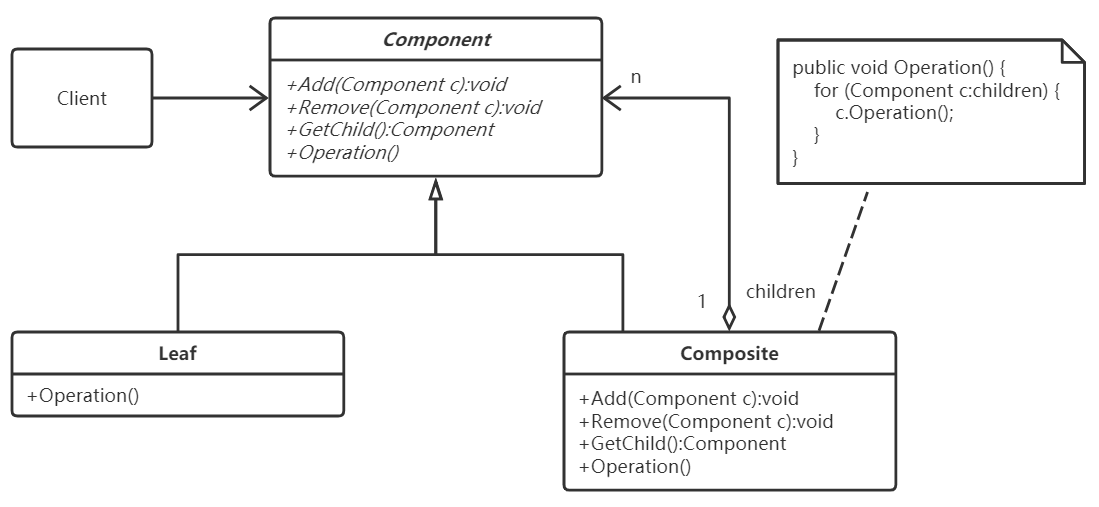 Client
Component
+Add(Component c):void
+Remove(Component c):void
+GetChild():Component
+Operation()
n
public void Operation() {
for (Component c:children) {
c.Operation();
}
}
1
children
Leaf
+Operation()
Composite
+Add(Component c):void
+Remove(Component c):void
+GetChild():Component
+Operation()